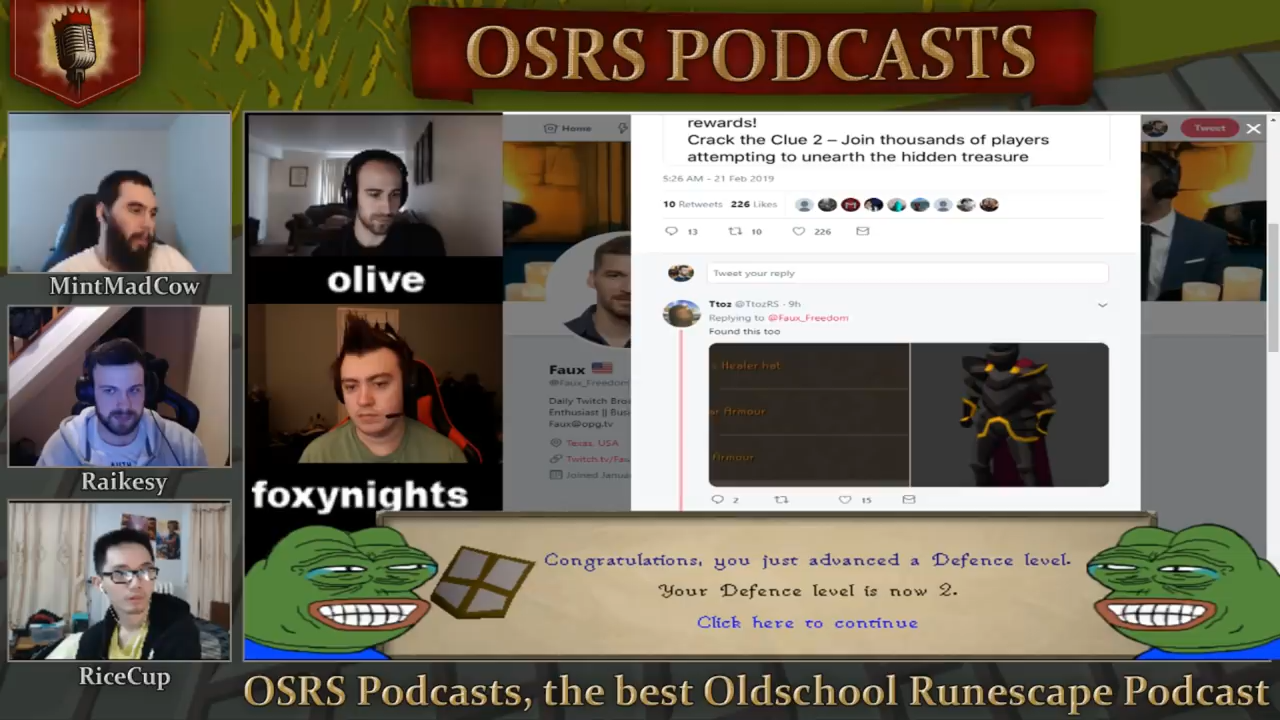 OSRS PODCASTS
MintMadCow
Raikesy
RiceCup
olive
foxynights
Home
Tweet
Faux
@Faux_Freedom
Daily Twitch Broa
Enthusiast || Busi
Faux@opg.tv
Texas, USA
Twitch.tv/Fau
Joined Janua
rewards!
Crack the Clue 2 – Join thousands of players
attempting to unearth the hidden treasure
5:26 AM - 21 Feb 2019
10 Retweets 226 Likes
13 10 226
Tweet your reply
Ttoz @TtozRS · 9h
Replying to @Faux_Freedom
Found this too
Healer hat
ar Armour
Armour
2 15
Congratulations, you just advanced a Defence level.
Your Defence level is now 2.
Click here to continue
OSRS Podcasts, the best Oldschool Runescape Podcast